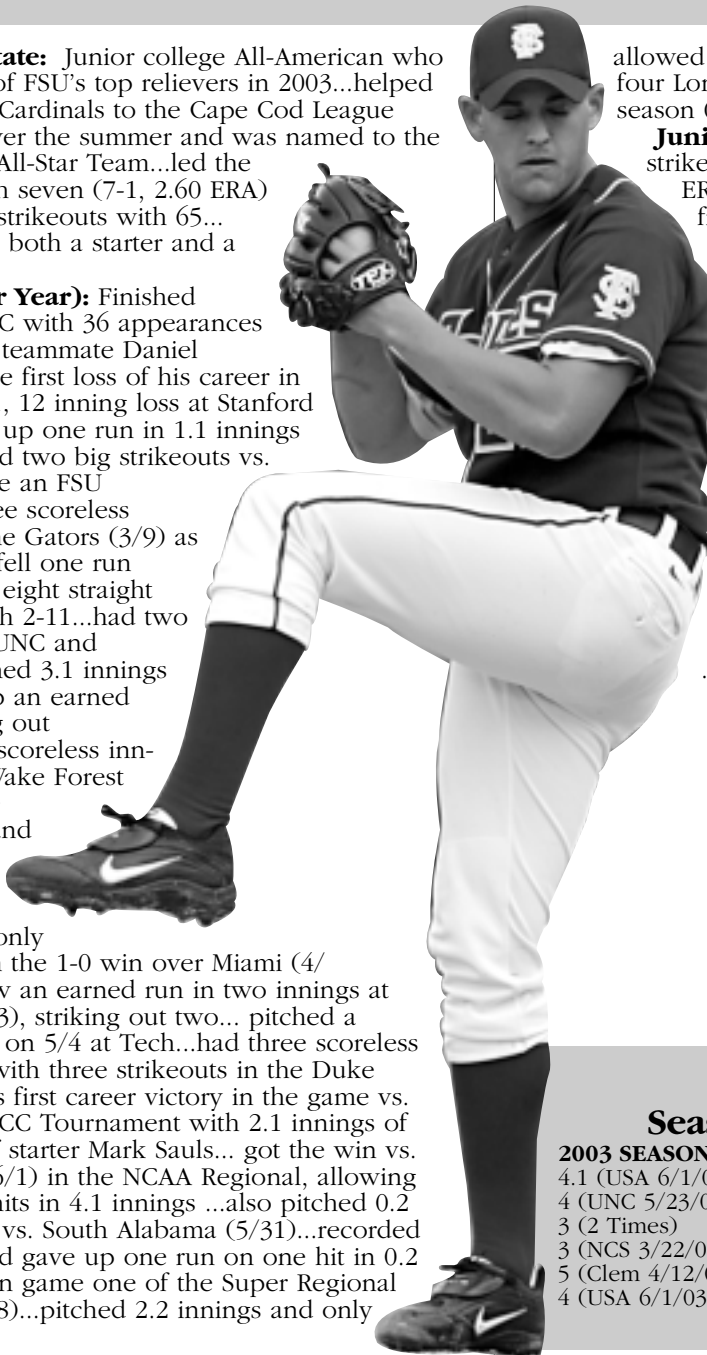 tate: Junior college All-American who
of FSU's top relievers in 2003...helped
Cardinals to the Cape Cod League
ver the summer and was named to the
All-Star Team...led the
n seven (7-1, 2.60 ERA)
strikeouts with 65...
both a starter and a
r Year): Finished
C with 36 appearances
teammate Daniel
e first loss of his career in
, 12 inning loss at Stanford
up one run in 1.1 innings
d two big strikeouts vs.
e an FSU
ee scoreless
he Gators (3/9) as
fell one run
eight straight
h 2-11...had two
UNC and
ned 3.1 innings
p an earned
g out
scoreless inn-
Wake Forest
and
only
n the 1-0 win over Miami (4/
w an earned run in two innings at
3), striking out two... pitched a
on 5/4 at Tech...had three scoreless
with three strikeouts in the Duke
s first career victory in the game vs.
CC Tournament with 2.1 innings of
f starter Mark Sauls... got the win vs.
6/1) in the NCAA Regional, allowing
hits in 4.1 innings ...also pitched 0.2
vs. South Alabama (5/31)...recorded
d gave up one run on one hit in 0.2
n game one of the Super Regional
8)...pitched 2.2 innings and only
allowed
four Lon
season 6
Juni
strike
ER
fi
.
TPX
FS
FS
Seas
2003 SEASON
4.1 (USA 6/1/0
4 (UNC 5/23/0
3 (2 Times)
3 (NCS 3/22/0
5 (Clem 4/12/0
4 (USA 6/1/03